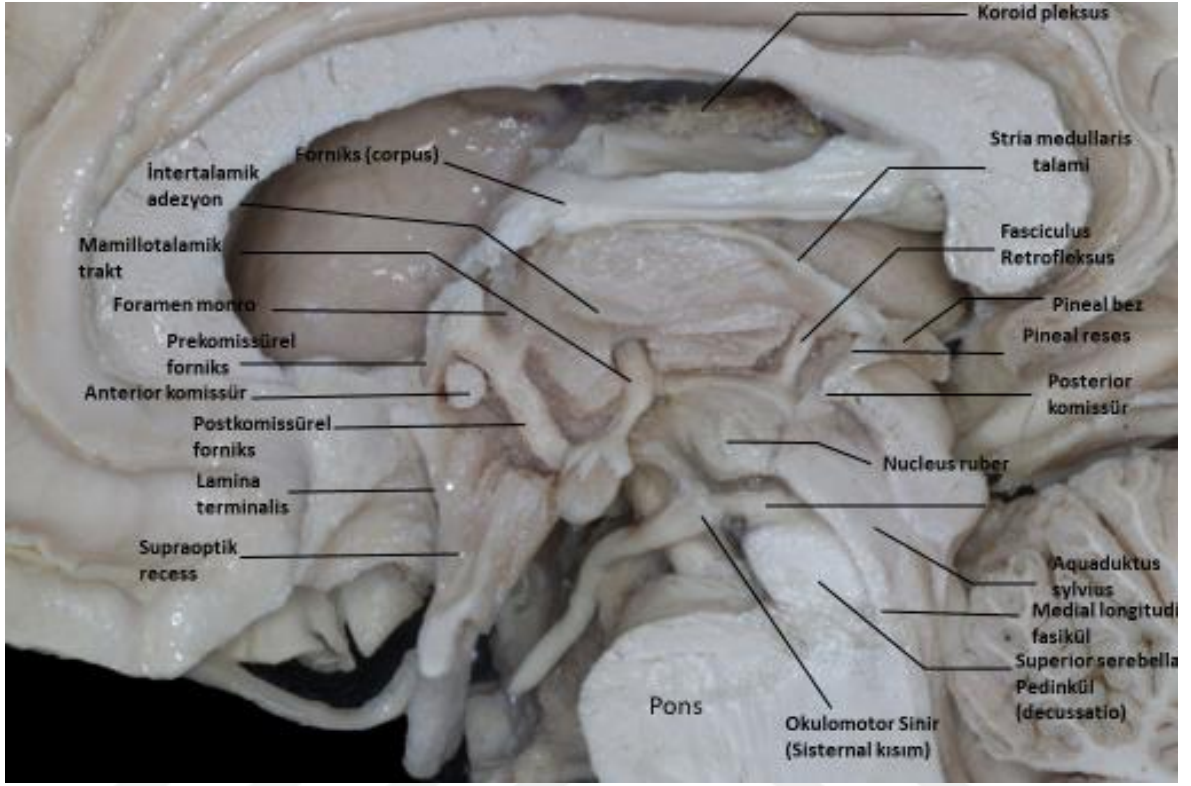 Koroid pleksus
Forniks (corpus)
Stria medullaris
talami
İntertalamik
adezyon
Mamillotalamik
trakt
Fasciculus
Retrofleksus
Foramen monro
Pineal bez
Prekomissürel
forniks
Pineal reses
Anterior komissür
Posterior
komissür
Postkomissürel
forniks
Nucleus ruber
Lamina
terminalis
Supraoptik
recess
Aquaduktus
sylvius
Medial longitudi
fasikül
Superior serebella
Pedinkül
(decussatio)
Pons
Okulomotor Sinir
(Sisternal kısım)